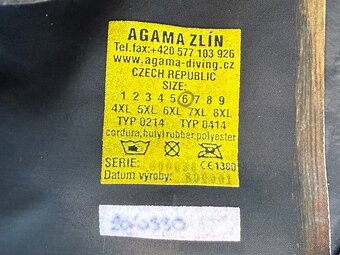 AGAMA ZLÍN
Tel.fax:+420 577 103 926
www.agama-diving.cz
CZECH REPUBLIC
SIZE:
1 2 3 4 5 6 7 8 9
4XL 5XL 6XL 7XL 8XL
TYP 0214 TYP 0414
cordura,butyl rubber,polyester
SERIE:
CE 1380
Datum výroby: